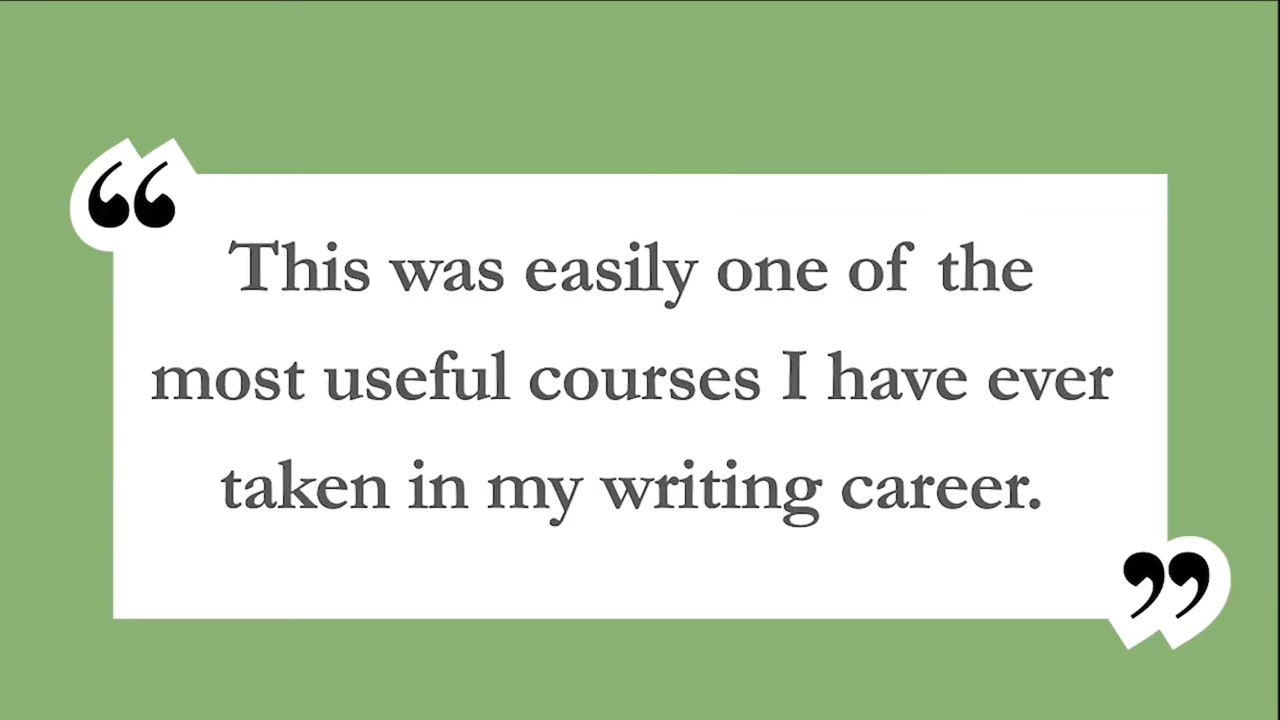 “
This was easily one of the
most useful courses I have ever
taken in my writing career.
”